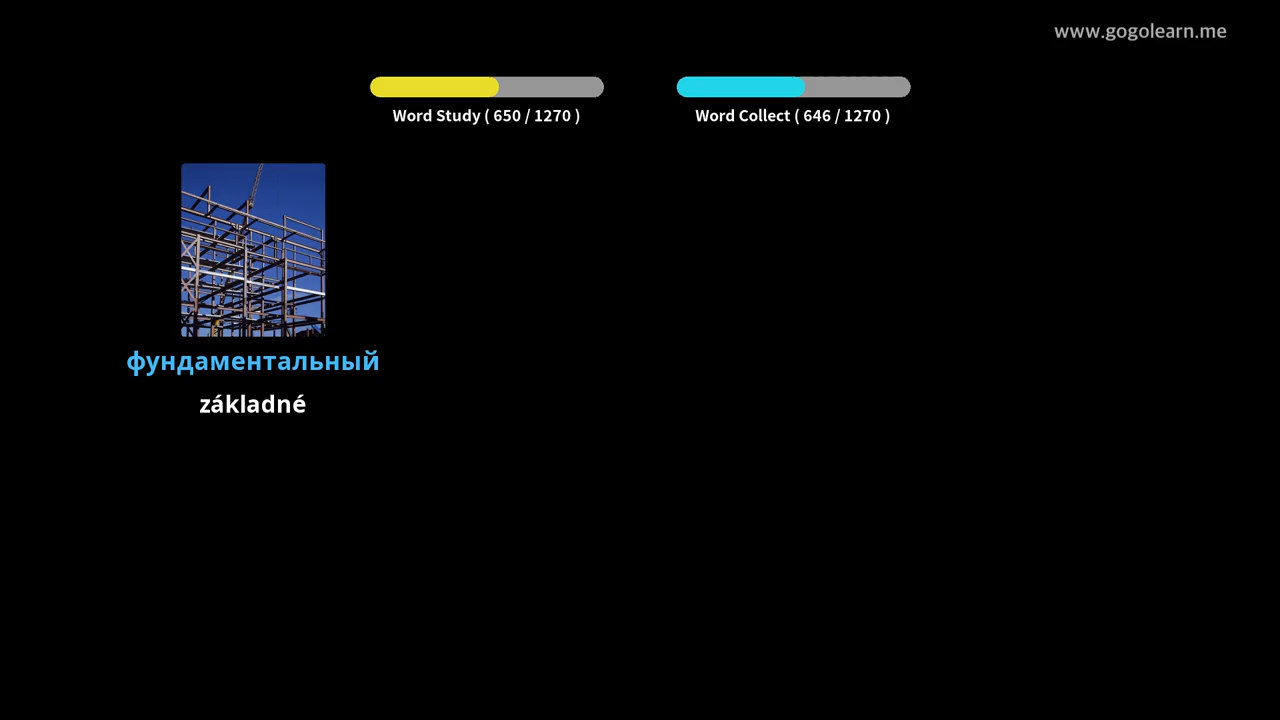 www.gogolearn.me
Word Study ( 650 / 1270 )
Word Collect ( 646 / 1270 )
фундаментальный
základné